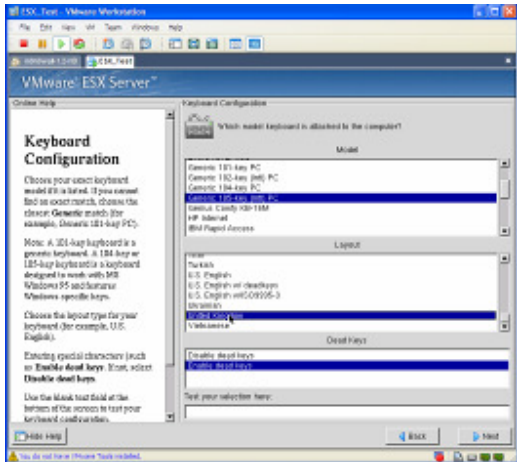 ESX_Test - VMware Workstation
File Edit View VM Team Windows Help
ESX_Test
VMware ESX Server™
Online Help
Keyboard
Configuration
Choose your exact keyboard
model if it is listed. If you cannot
find an exact match, choose the
closest Generic match (for
example, Generic 101-key PC).
Note: A 101-key keyboard is a
generic keyboard. A 104-key or
105-key keyboard is a keyboard
designed to work with MS
Windows 95 and features
Windows specific keys.
Choose the layout type for your
keyboard (for example, U.S.
English).
Entering special characters (such
as Enable dead keys. If not, select
Disable dead keys.
Use the blank text field at the
bottom of the screen to test your
keyboard configuration.
Hide Help
Keyboard Configuration
Which model keyboard is attached to the computer?
Model
Generic 101-key PC
Generic 102-key (Intl) PC
Generic 104-key PC
Generic 105-key (Intl) PC
Genius Comfy KB-16M
HP Internet
IBM Rapid Access
Layout
Turkish
U.S. English
U.S. English w/ deadkeys
U.S. English w/ISO9995-3
Ukrainian
United Kingdom
Vietnamese
Dead Keys
Disable dead keys
Enable dead keys
Test your selection here:
Back
Next
You do not have VMware Tools installed.